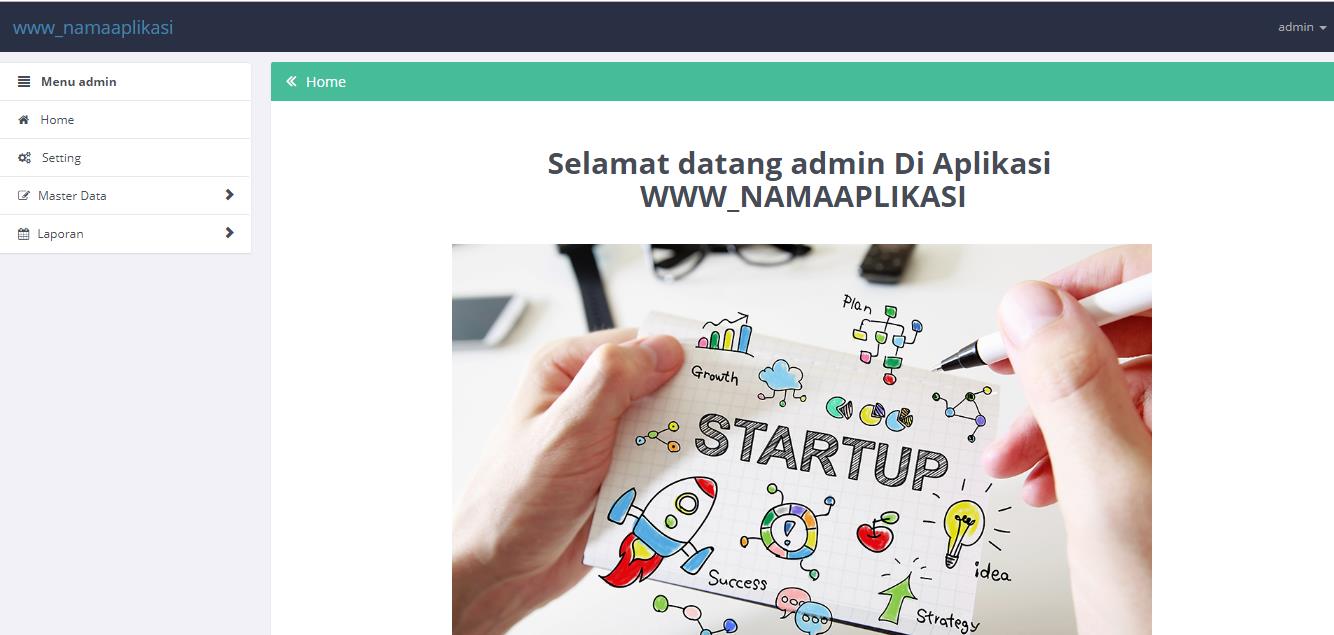 www_namaaplikasi
admin
Menu admin
Home
Setting
Master Data
Laporan
Home
Selamat datang admin Di Aplikasi
WWW_NAMAAPLIKASI
Plan
Growth
STARTUP
!
idea
Success
Strategy